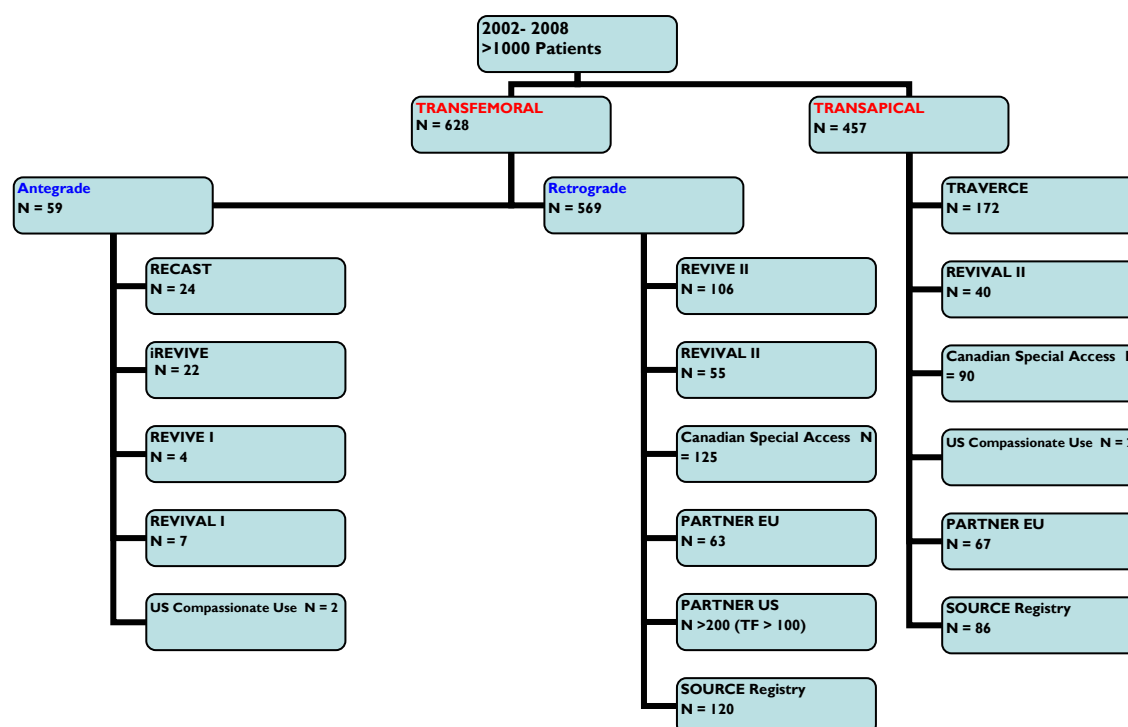 2002- 2008
>1000 Patients
TRANSFEMORAL
N = 628
TRANSAPICAL
N = 457
Antegrade
N = 59
Retrograde
N = 569
RECAST
N = 24
iREVIVE
N = 22
REVIVE I
N = 4
REVIVAL I
N = 7
US Compassionate Use N = 2
REVIVE II
N = 106
REVIVAL II
N = 55
Canadian Special Access N
= 125
PARTNER EU
N = 63
PARTNER US
N >200 (TF > 100)
SOURCE Registry
N = 120
TRAVERCE
N = 172
REVIVAL II
N = 40
Canadian Special Access
= 90
US Compassionate Use N =
PARTNER EU
N = 67
SOURCE Registry
N = 86